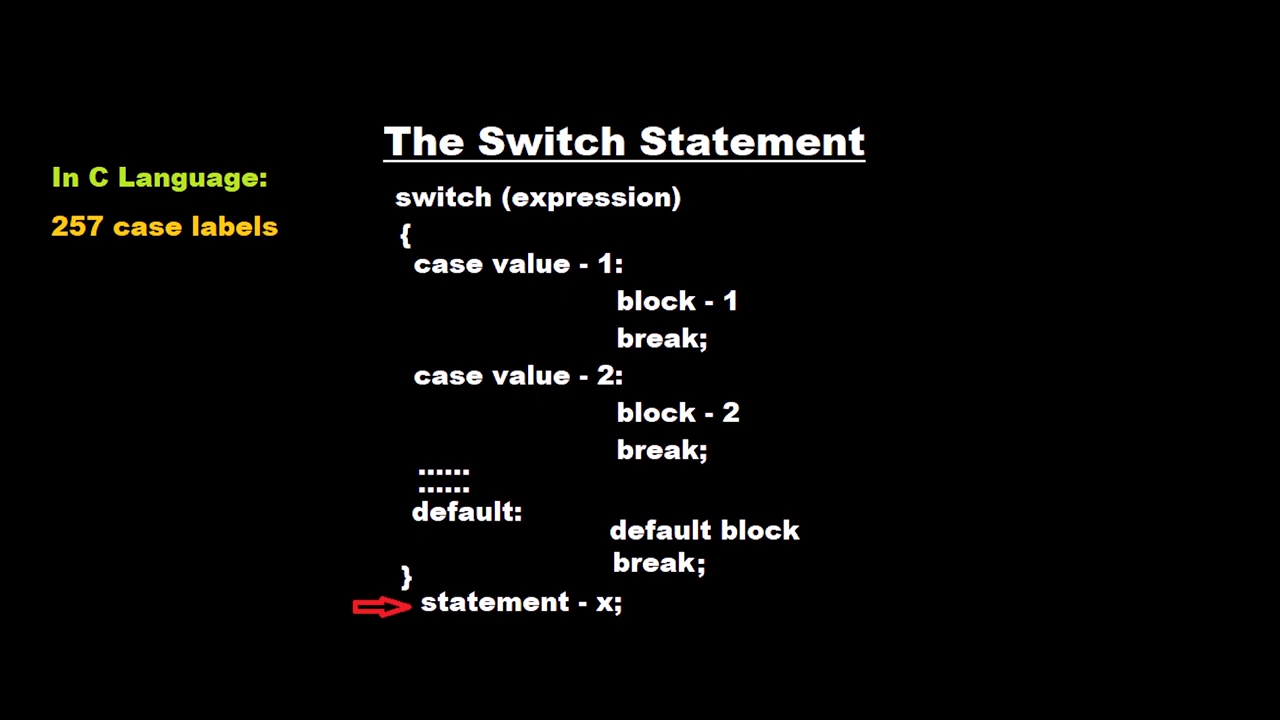 The Switch Statement
In C Language:
257 case labels
switch (expression)
{
case value - 1:
block - 1
break;
case value - 2:
block - 2
break;
......
......
default:
default block
break;
}
statement - x;